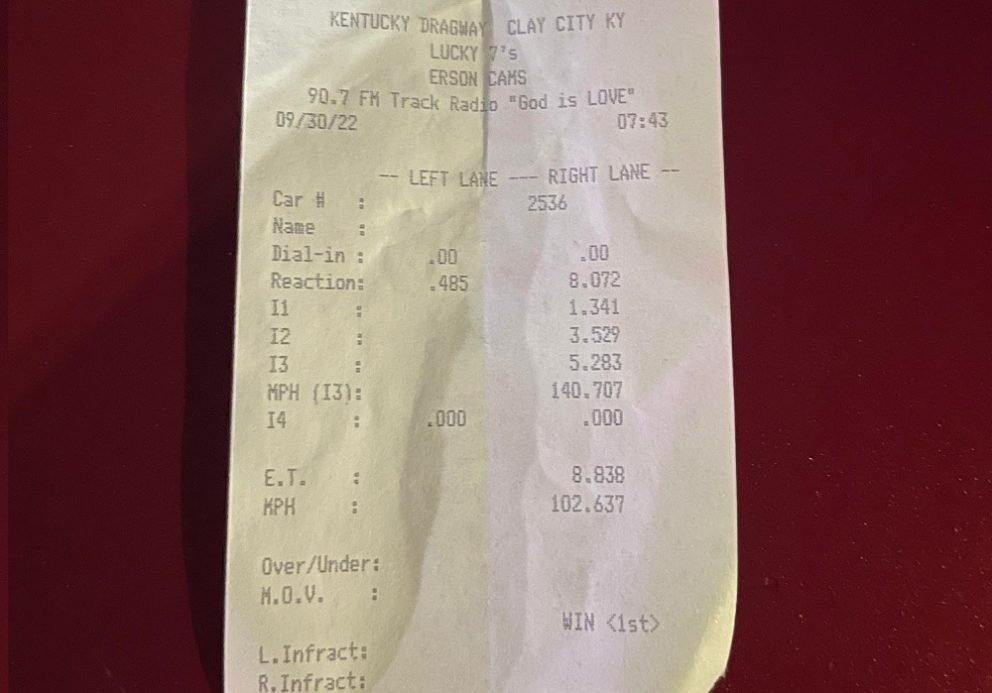 KENTUCKY DRAGWAY CLAY CITY KY
LUCKY 7's
ERSON CAMS
90.7 FM Track Radio "God is LOVE"
09/30/22 07:43
-- LEFT LANE --- RIGHT LANE --
Car # : 2536
Name :
Dial-in : .00 .00
Reaction: .485 8.072
I1 : 1.341
I2 : 3.529
I3 : 5.283
MPH (I3): 140.707
I4 : .000 .000
E.T. : 8.838
MPH : 102.637
Over/Under:
M.O.V. :
WIN <1st>
L.Infract:
R.Infract: